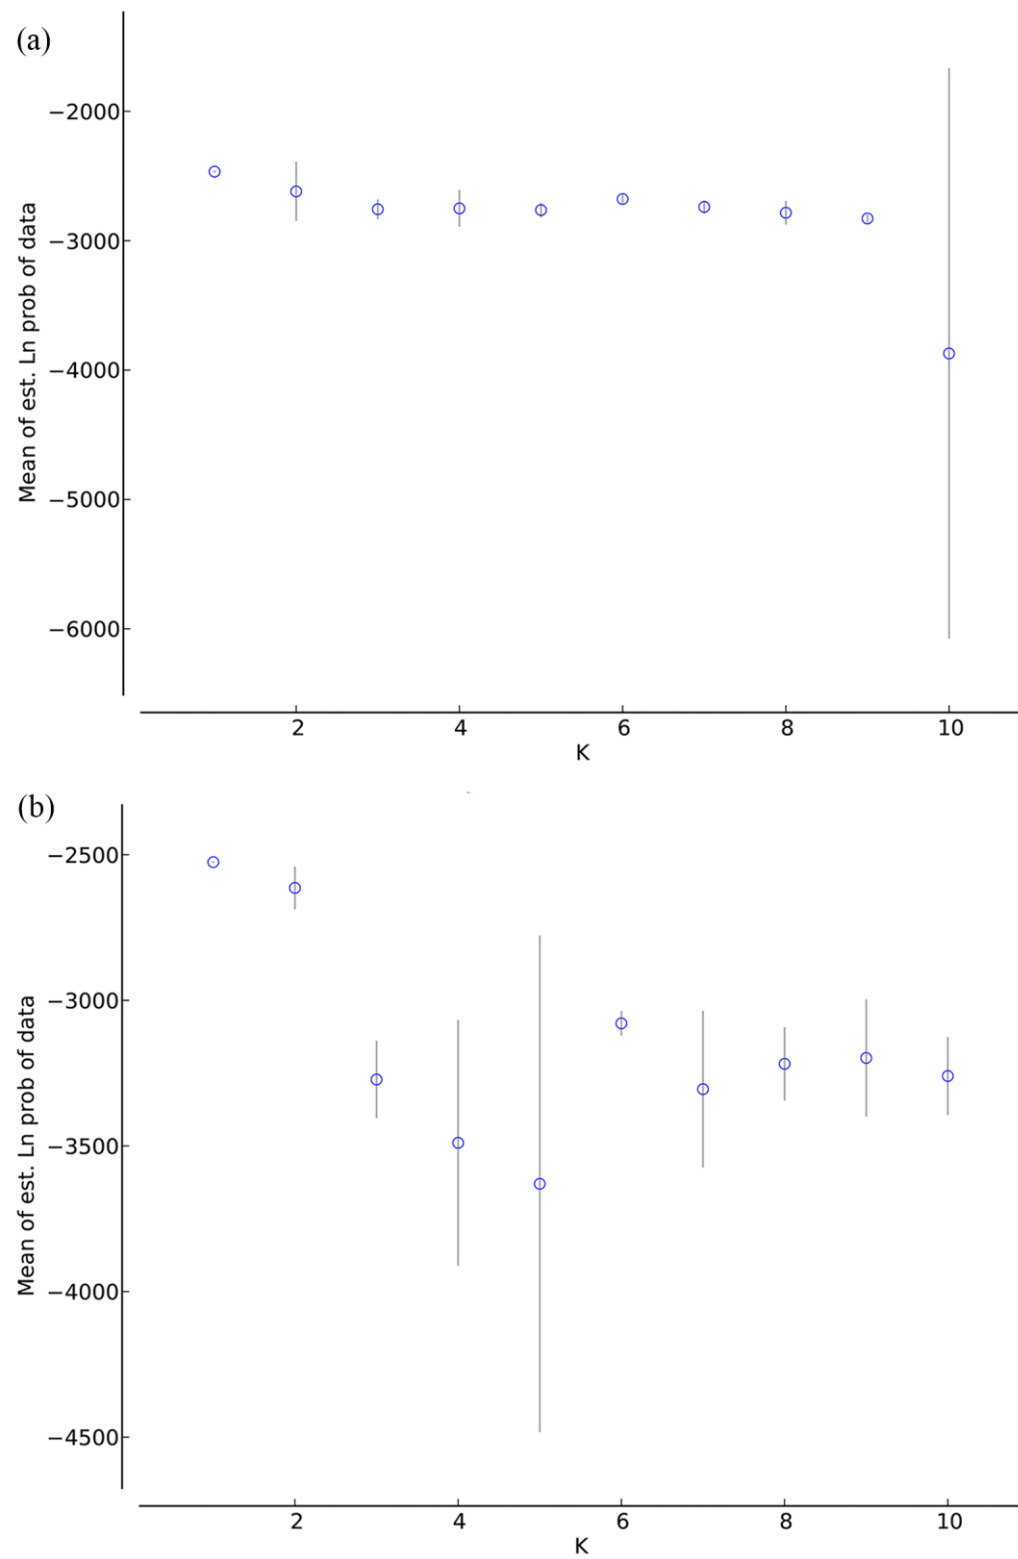 (a)
−2000
−3000
−4000
−5000
−6000
Mean of est. Ln prob of data
2 4 6 8 10
K
(b)
−2500
−3000
−3500
−4000
−4500
Mean of est. Ln prob of data
2 4 6 8 10
K